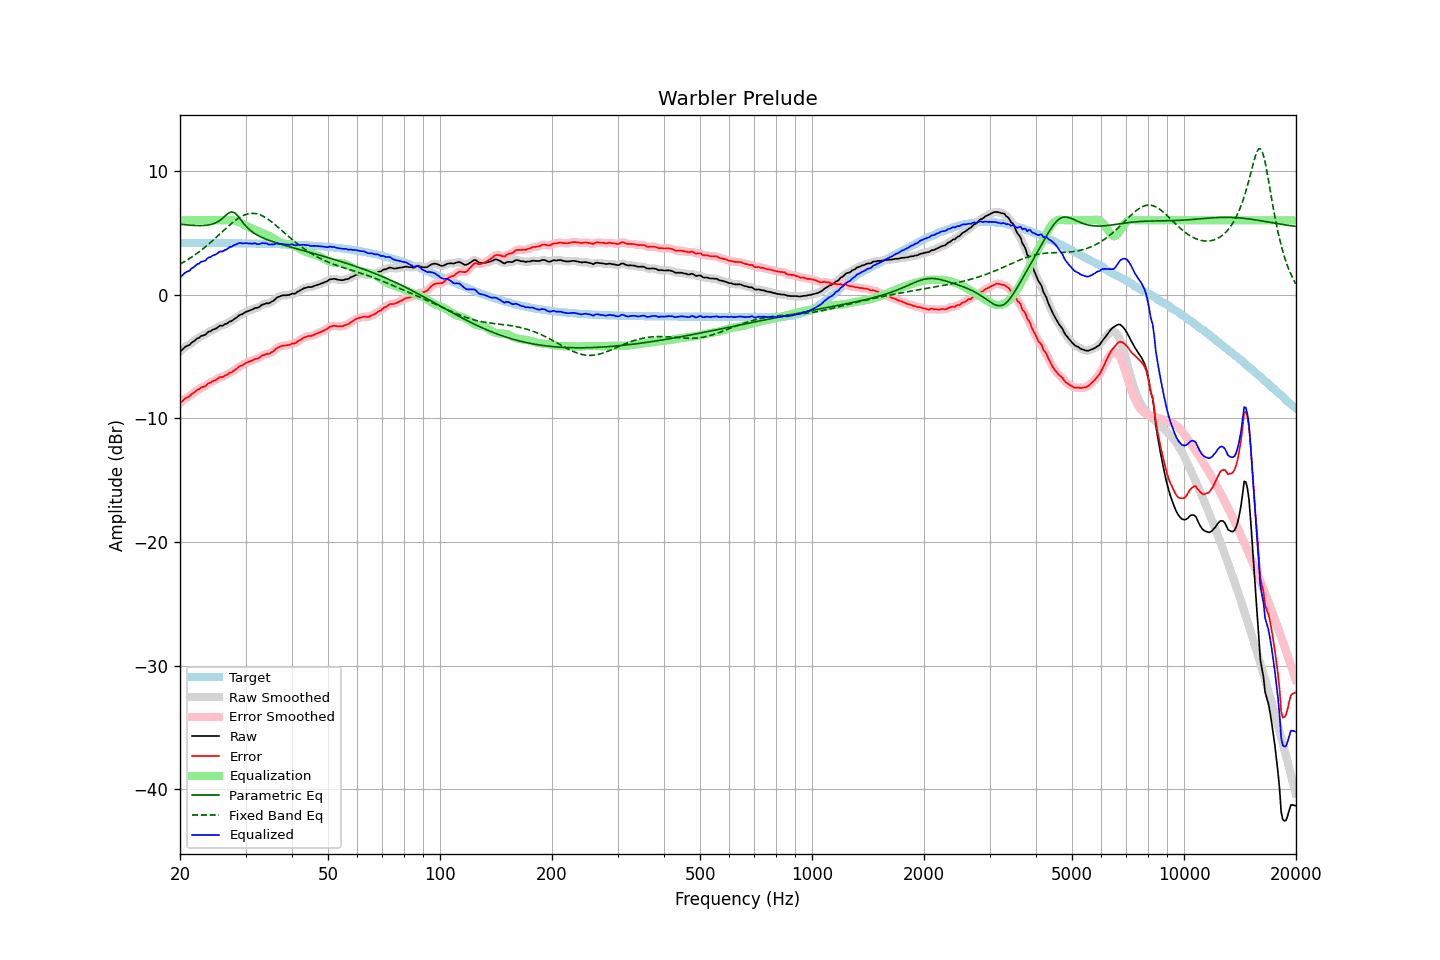 Warbler Prelude
10
0
−10
−20
−30
−40
Amplitude (dBr)
Target
Raw Smoothed
Error Smoothed
Raw
Error
Equalization
Parametric Eq
Fixed Band Eq
Equalized
20 50 100 200 500 1000 2000 5000 10000 20000
Frequency (Hz)